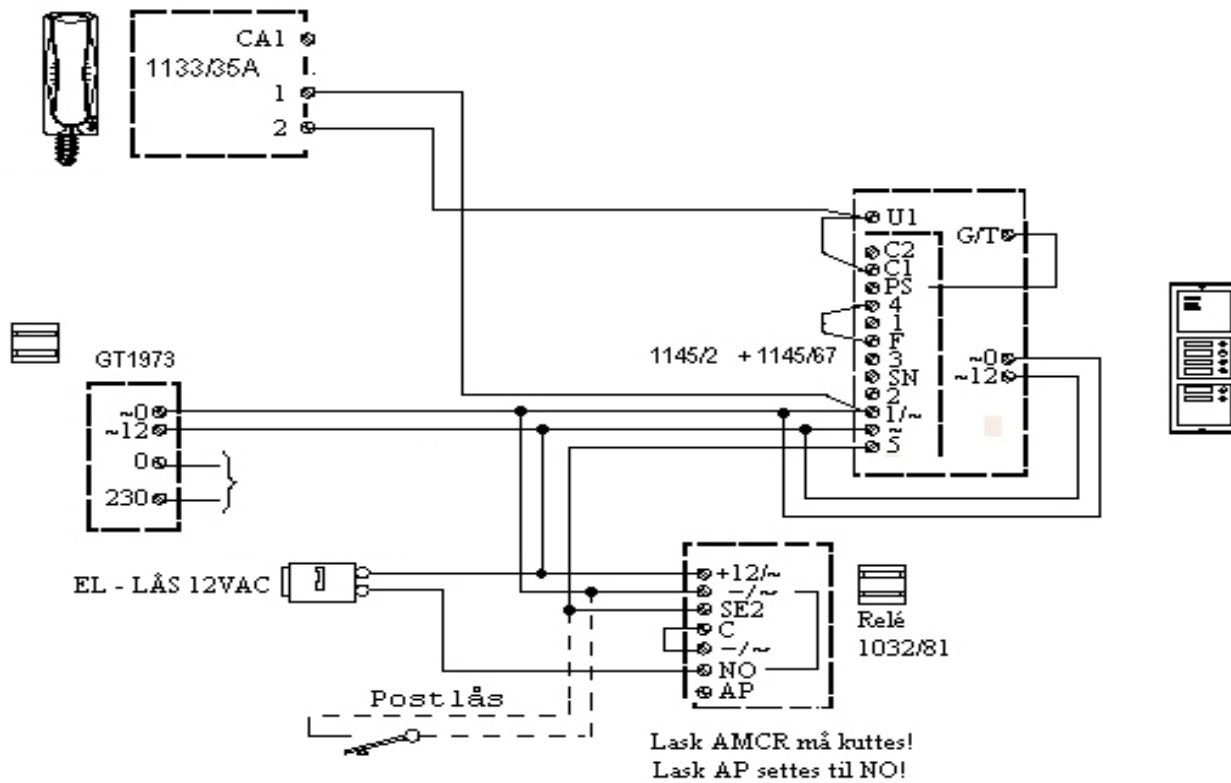 CA1
1133/35A
1
2
U1
G/T
C2
C1
PS
4
1
F
3
SN
2
1/~
~
5
1145/2 + 1145/67
~0
~12
GT1973
~0
~12
0
230
EL - LÅS 12VAC
+12/~
-/~
SE2
C
-/~
NO
AP
Relé
1032/81
Postlås
Lask AMCR må kuttes!
Lask AP settes til NO!